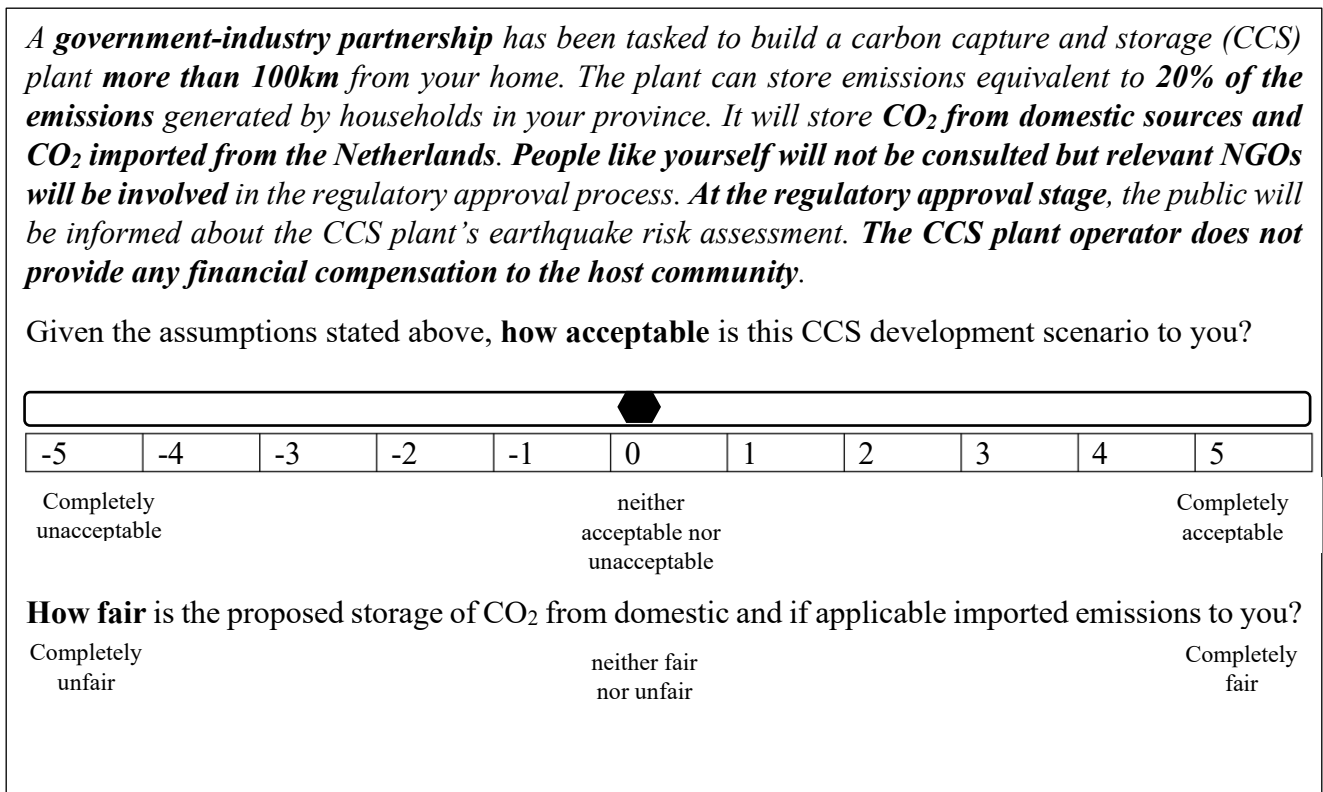 A government-industry partnership has been tasked to build a carbon capture and storage (CCS)
plant more than 100km from your home. The plant can store emissions equivalent to 20% of the
emissions generated by households in your province. It will store CO₂ from domestic sources and
CO₂ imported from the Netherlands. People like yourself will not be consulted but relevant NGOs
will be involved in the regulatory approval process. At the regulatory approval stage, the public will
be informed about the CCS plant's earthquake risk assessment. The CCS plant operator does not
provide any financial compensation to the host community.
Given the assumptions stated above, how acceptable is this CCS development scenario to you?
-5 -4 -3 -2 -1 0 1 2 3 4 5
Completely neither Completely
unacceptable acceptable nor acceptable
unacceptable
How fair is the proposed storage of CO₂ from domestic and if applicable imported emissions to you?
Completely neither fair Completely
unfair nor unfair fair